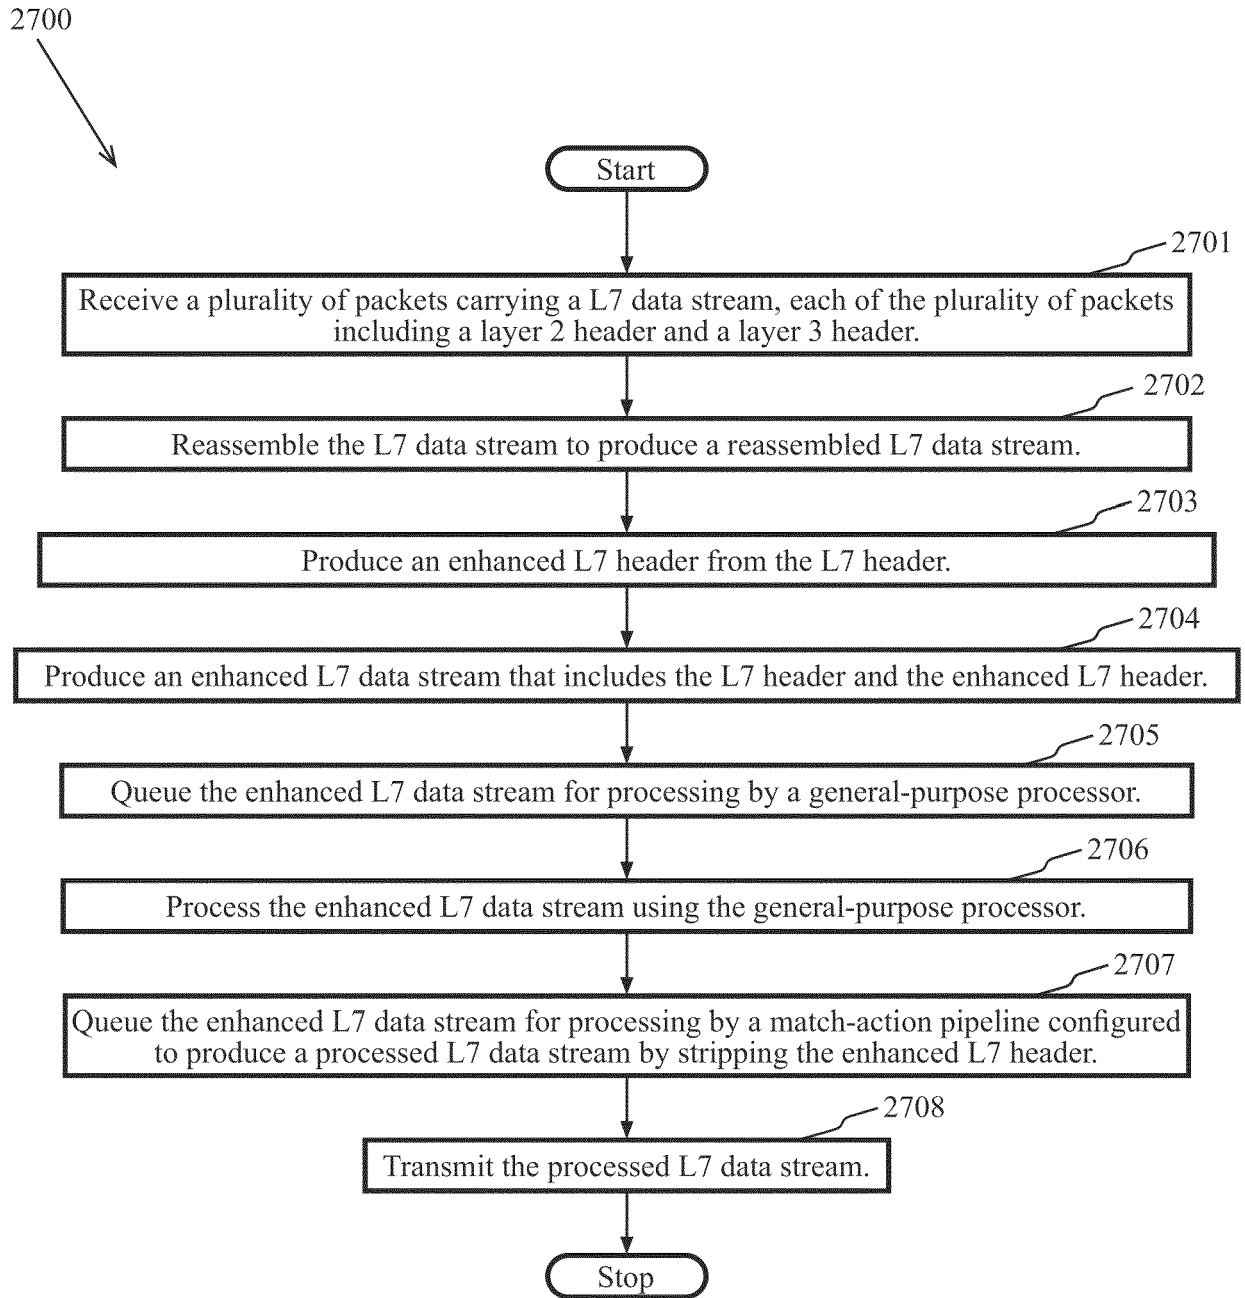 2700
Start
2701
Receive a plurality of packets carrying a L7 data stream, each of the plurality of packets
including a layer 2 header and a layer 3 header.
2702
Reassemble the L7 data stream to produce a reassembled L7 data stream.
2703
Produce an enhanced L7 header from the L7 header.
2704
Produce an enhanced L7 data stream that includes the L7 header and the enhanced L7 header.
2705
Queue the enhanced L7 data stream for processing by a general-purpose processor.
2706
Process the enhanced L7 data stream using the general-purpose processor.
2707
Queue the enhanced L7 data stream for processing by a match-action pipeline configured
to produce a processed L7 data stream by stripping the enhanced L7 header.
2708
Transmit the processed L7 data stream.
Stop